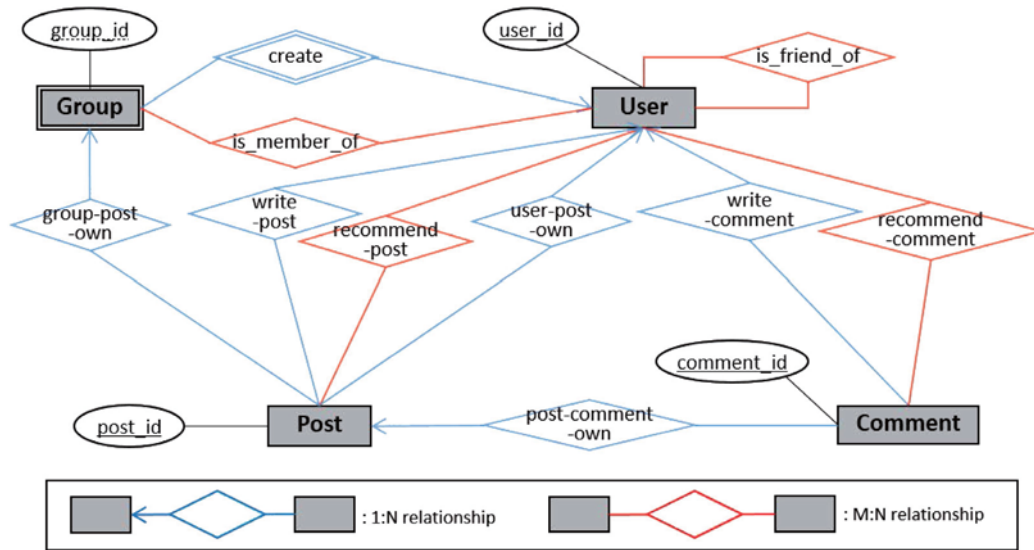 group_id
user_id
create
is_friend_of
Group
User
is_member_of
group-post
-own
write
-post
recommend
-post
user-post
-own
write
-comment
recommend
-comment
comment_id
post_id
Post
post-comment
-own
Comment
: 1:N relationship
: M:N relationship